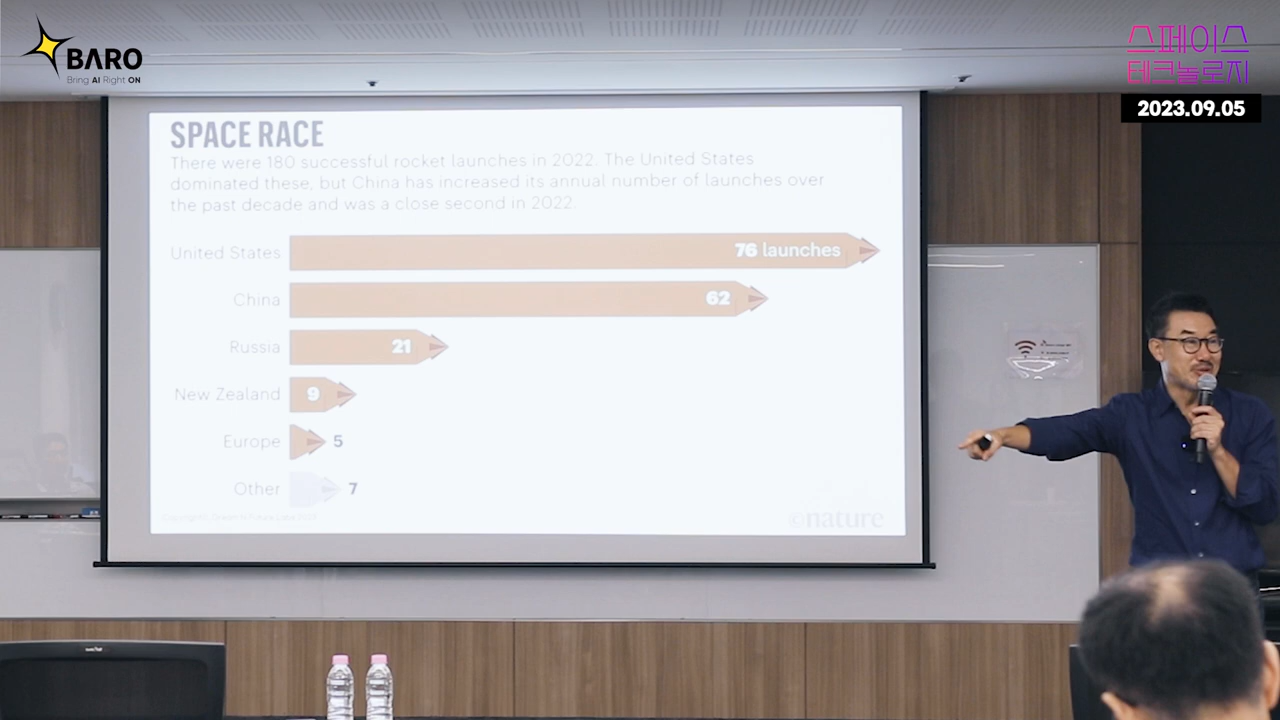 BARO
Bring AI Right ON
스페이스
테크놀로지
2023.09.05
SPACE RACE
There were 180 successful rocket launches in 2022. The United States
dominated these, but China has increased its annual number of launches over
the past decade and was a close second in 2022.
United States 76 launches
China 62
Russia 21
New Zealand 9
Europe 5
Other 7
©nature